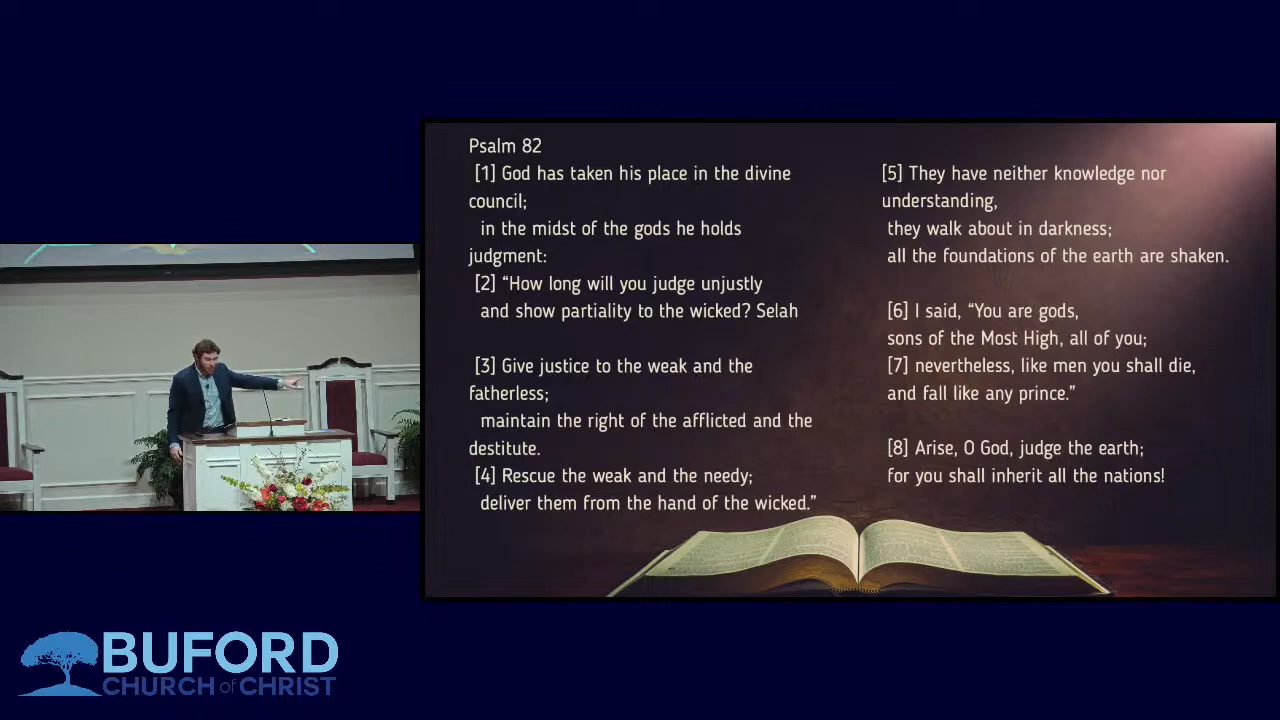 Psalm 82
[1] God has taken his place in the divine
council;
in the midst of the gods he holds
judgment:
[2] “How long will you judge unjustly
and show partiality to the wicked? Selah
[3] Give justice to the weak and the
fatherless;
maintain the right of the afflicted and the
destitute.
[4] Rescue the weak and the needy;
deliver them from the hand of the wicked.”
[5] They have neither knowledge nor
understanding,
they walk about in darkness;
all the foundations of the earth are shaken.
[6] I said, “You are gods,
sons of the Most High, all of you;
[7] nevertheless, like men you shall die,
and fall like any prince.”
[8] Arise, O God, judge the earth;
for you shall inherit all the nations!
BUFORD
CHURCH of CHRIST